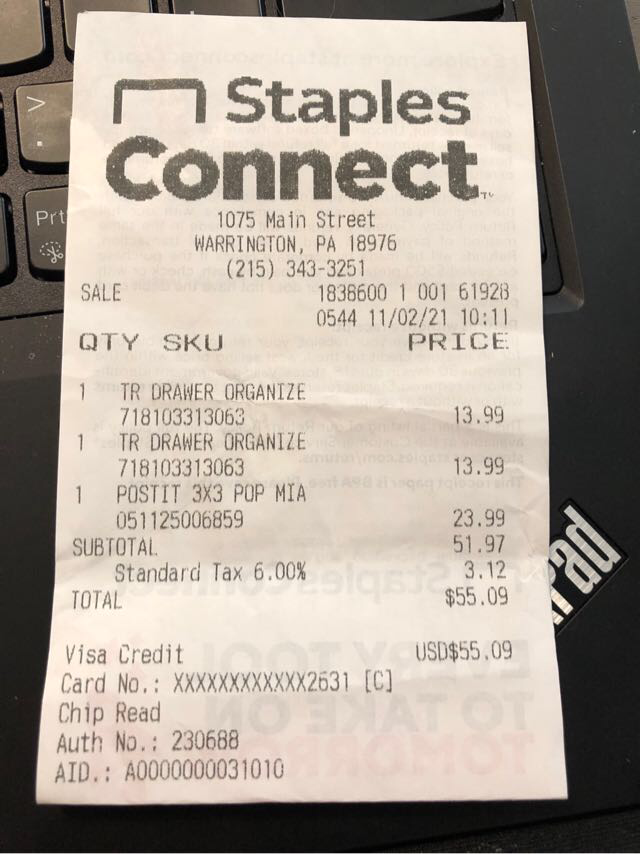 Staples
Connect™
1075 Main Street
WARRINGTON, PA 18976
(215) 343-3251
SALE 1838600 1 001 61928
0544 11/02/21 10:11
QTY SKU PRICE
1 TR DRAWER ORGANIZE
718103313063 13.99
1 TR DRAWER ORGANIZE
718103313063 13.99
1 POSTIT 3X3 POP MIA
051125006859 23.99
SUBTOTAL 51.97
Standard Tax 6.00% 3.12
TOTAL $55.09
Visa Credit USD$55.09
Card No.: XXXXXXXXXXXX2631 [C]
Chip Read
Auth No.: 230688
AID.: A0000000031010